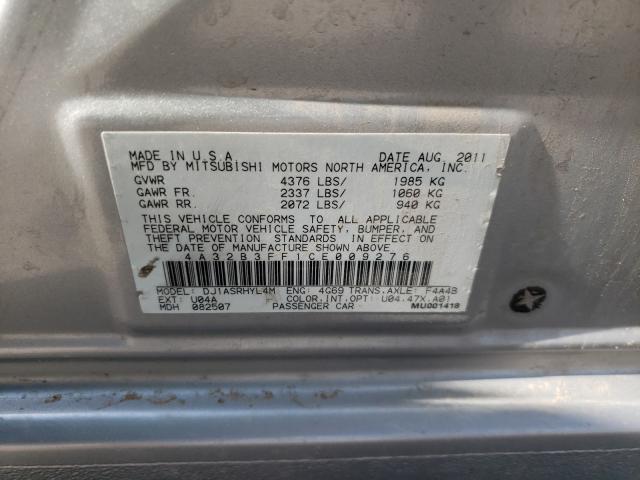 MADE IN U.S.A. DATE AUG 2011
MFD BY MITSUBISHI MOTORS NORTH AMERICA, INC.
GVWR 4376 LBS/ 1985 KG
GAWR FR. 2337 LBS/ 1060 KG
GAWR RR. 2072 LBS/ 940 KG
THIS VEHICLE CONFORMS TO ALL APPLICABLE
FEDERAL MOTOR VEHICLE SAFETY, BUMPER, AND
THEFT PREVENTION STANDARDS IN EFFECT ON
THE DATE OF MANUFACTURE SHOWN ABOVE.
4A32B3FF1CE009276
MODEL: DJ1ASRHYL4M ENG: 4G69 TRANS.AXLE: F4A4B
EXT: U04A COLOR.INT.OPT: U04.47X.A01
MDH 082507 PASSENGER CAR MU001418